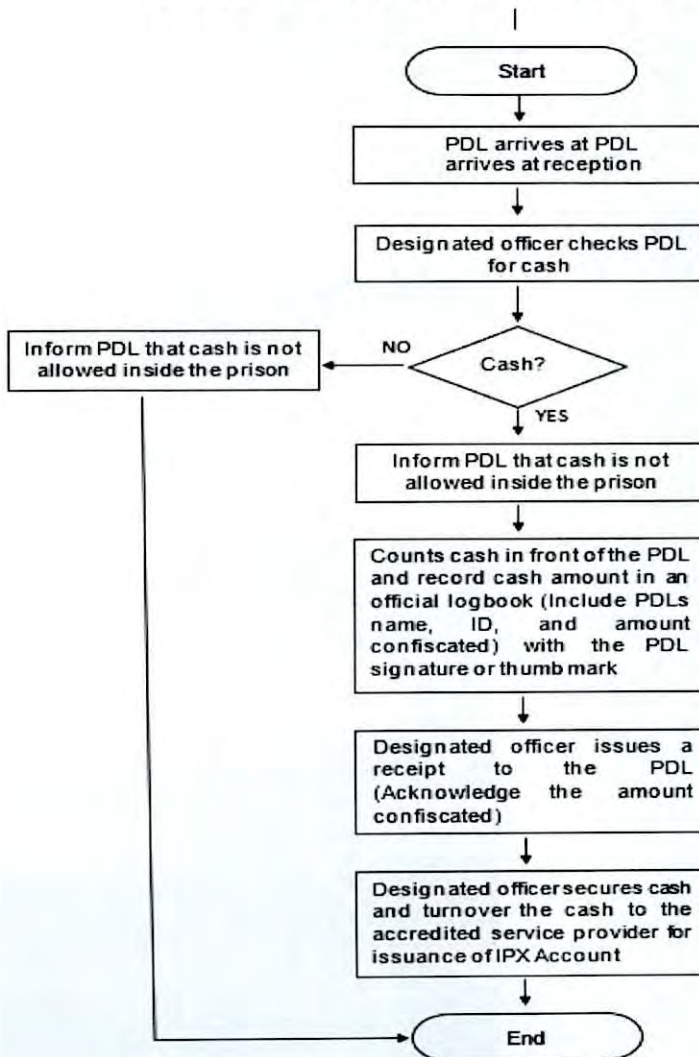 Start
PDL arrives at PDL
arrives at reception
Designated officer checks PDL
for cash
Cash?
NO
Inform PDL that cash is not
allowed inside the prison
YES
Inform PDL that cash is not
allowed inside the prison
Counts cash in front of the PDL
and record cash amount in an
official logbook (Include PDLs
name, ID, and amount
confiscated) with the PDL
signature or thumb mark
Designated officer issues a
receipt to the PDL
(Acknowledge the amount
confiscated)
Designated officer secures cash
and turnover the cash to the
accredited service provider for
issuance of IPX Account
End